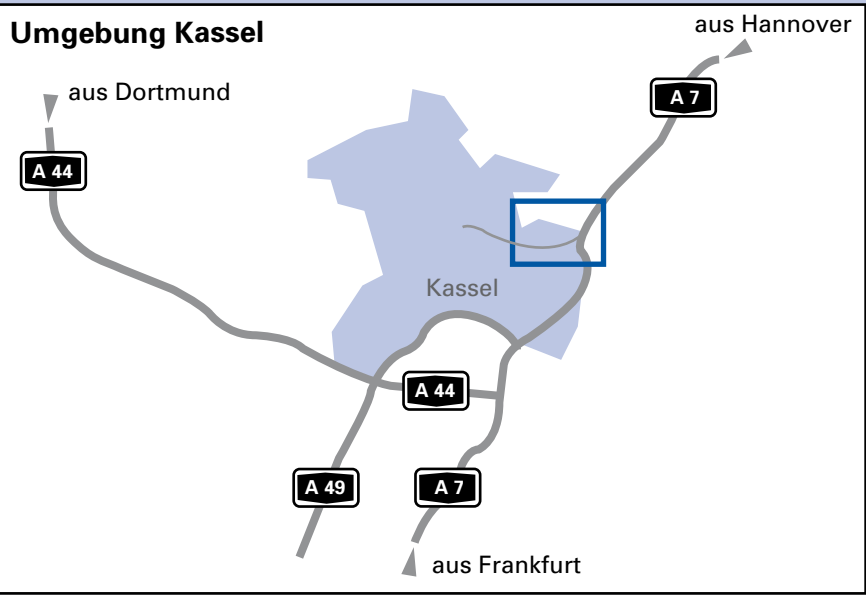 Umgebung Kassel
aus Hannover
aus Dortmund
A 7
A 44
Kassel
A 44
A 49
A 7
aus Frankfurt